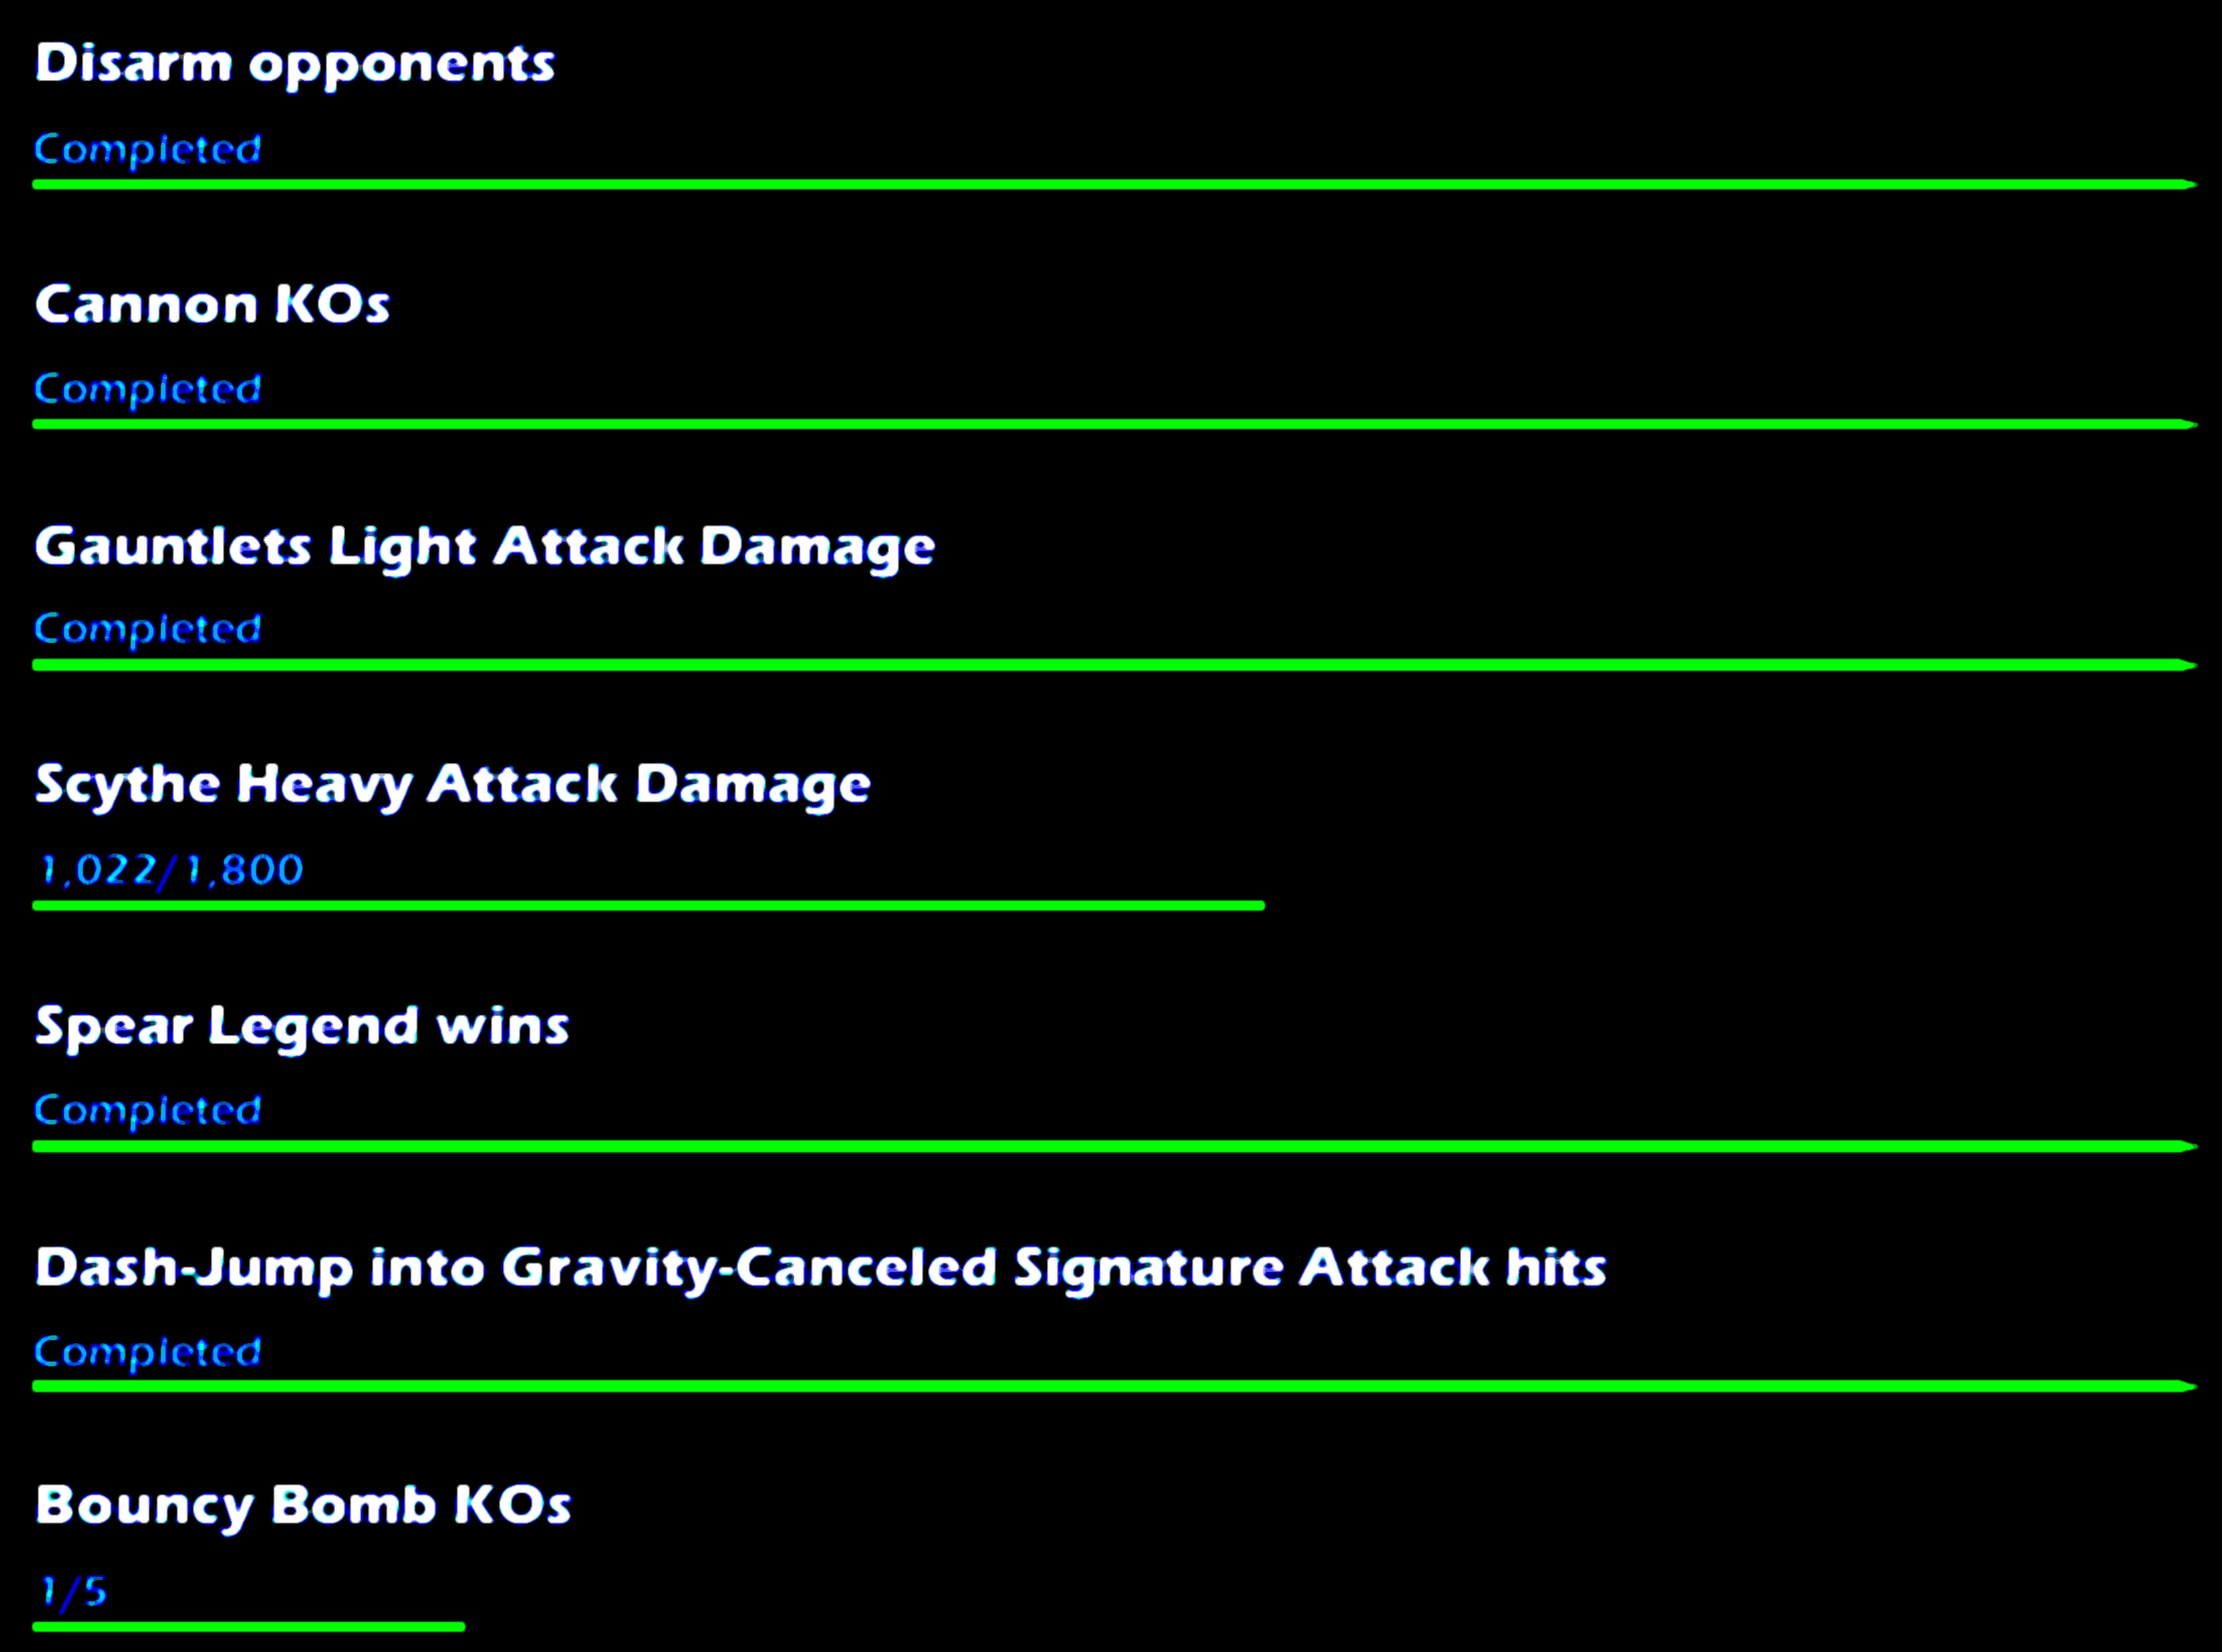 Disarm opponents
Completed
Cannon KOs
Completed
Gauntlets Light Attack Damage
Completed
Scythe Heavy Attack Damage
1,022/1,800
Spear Legend wins
Completed
Dash-Jump into Gravity-Canceled Signature Attack hits
Completed
Bouncy Bomb KOs
1/5